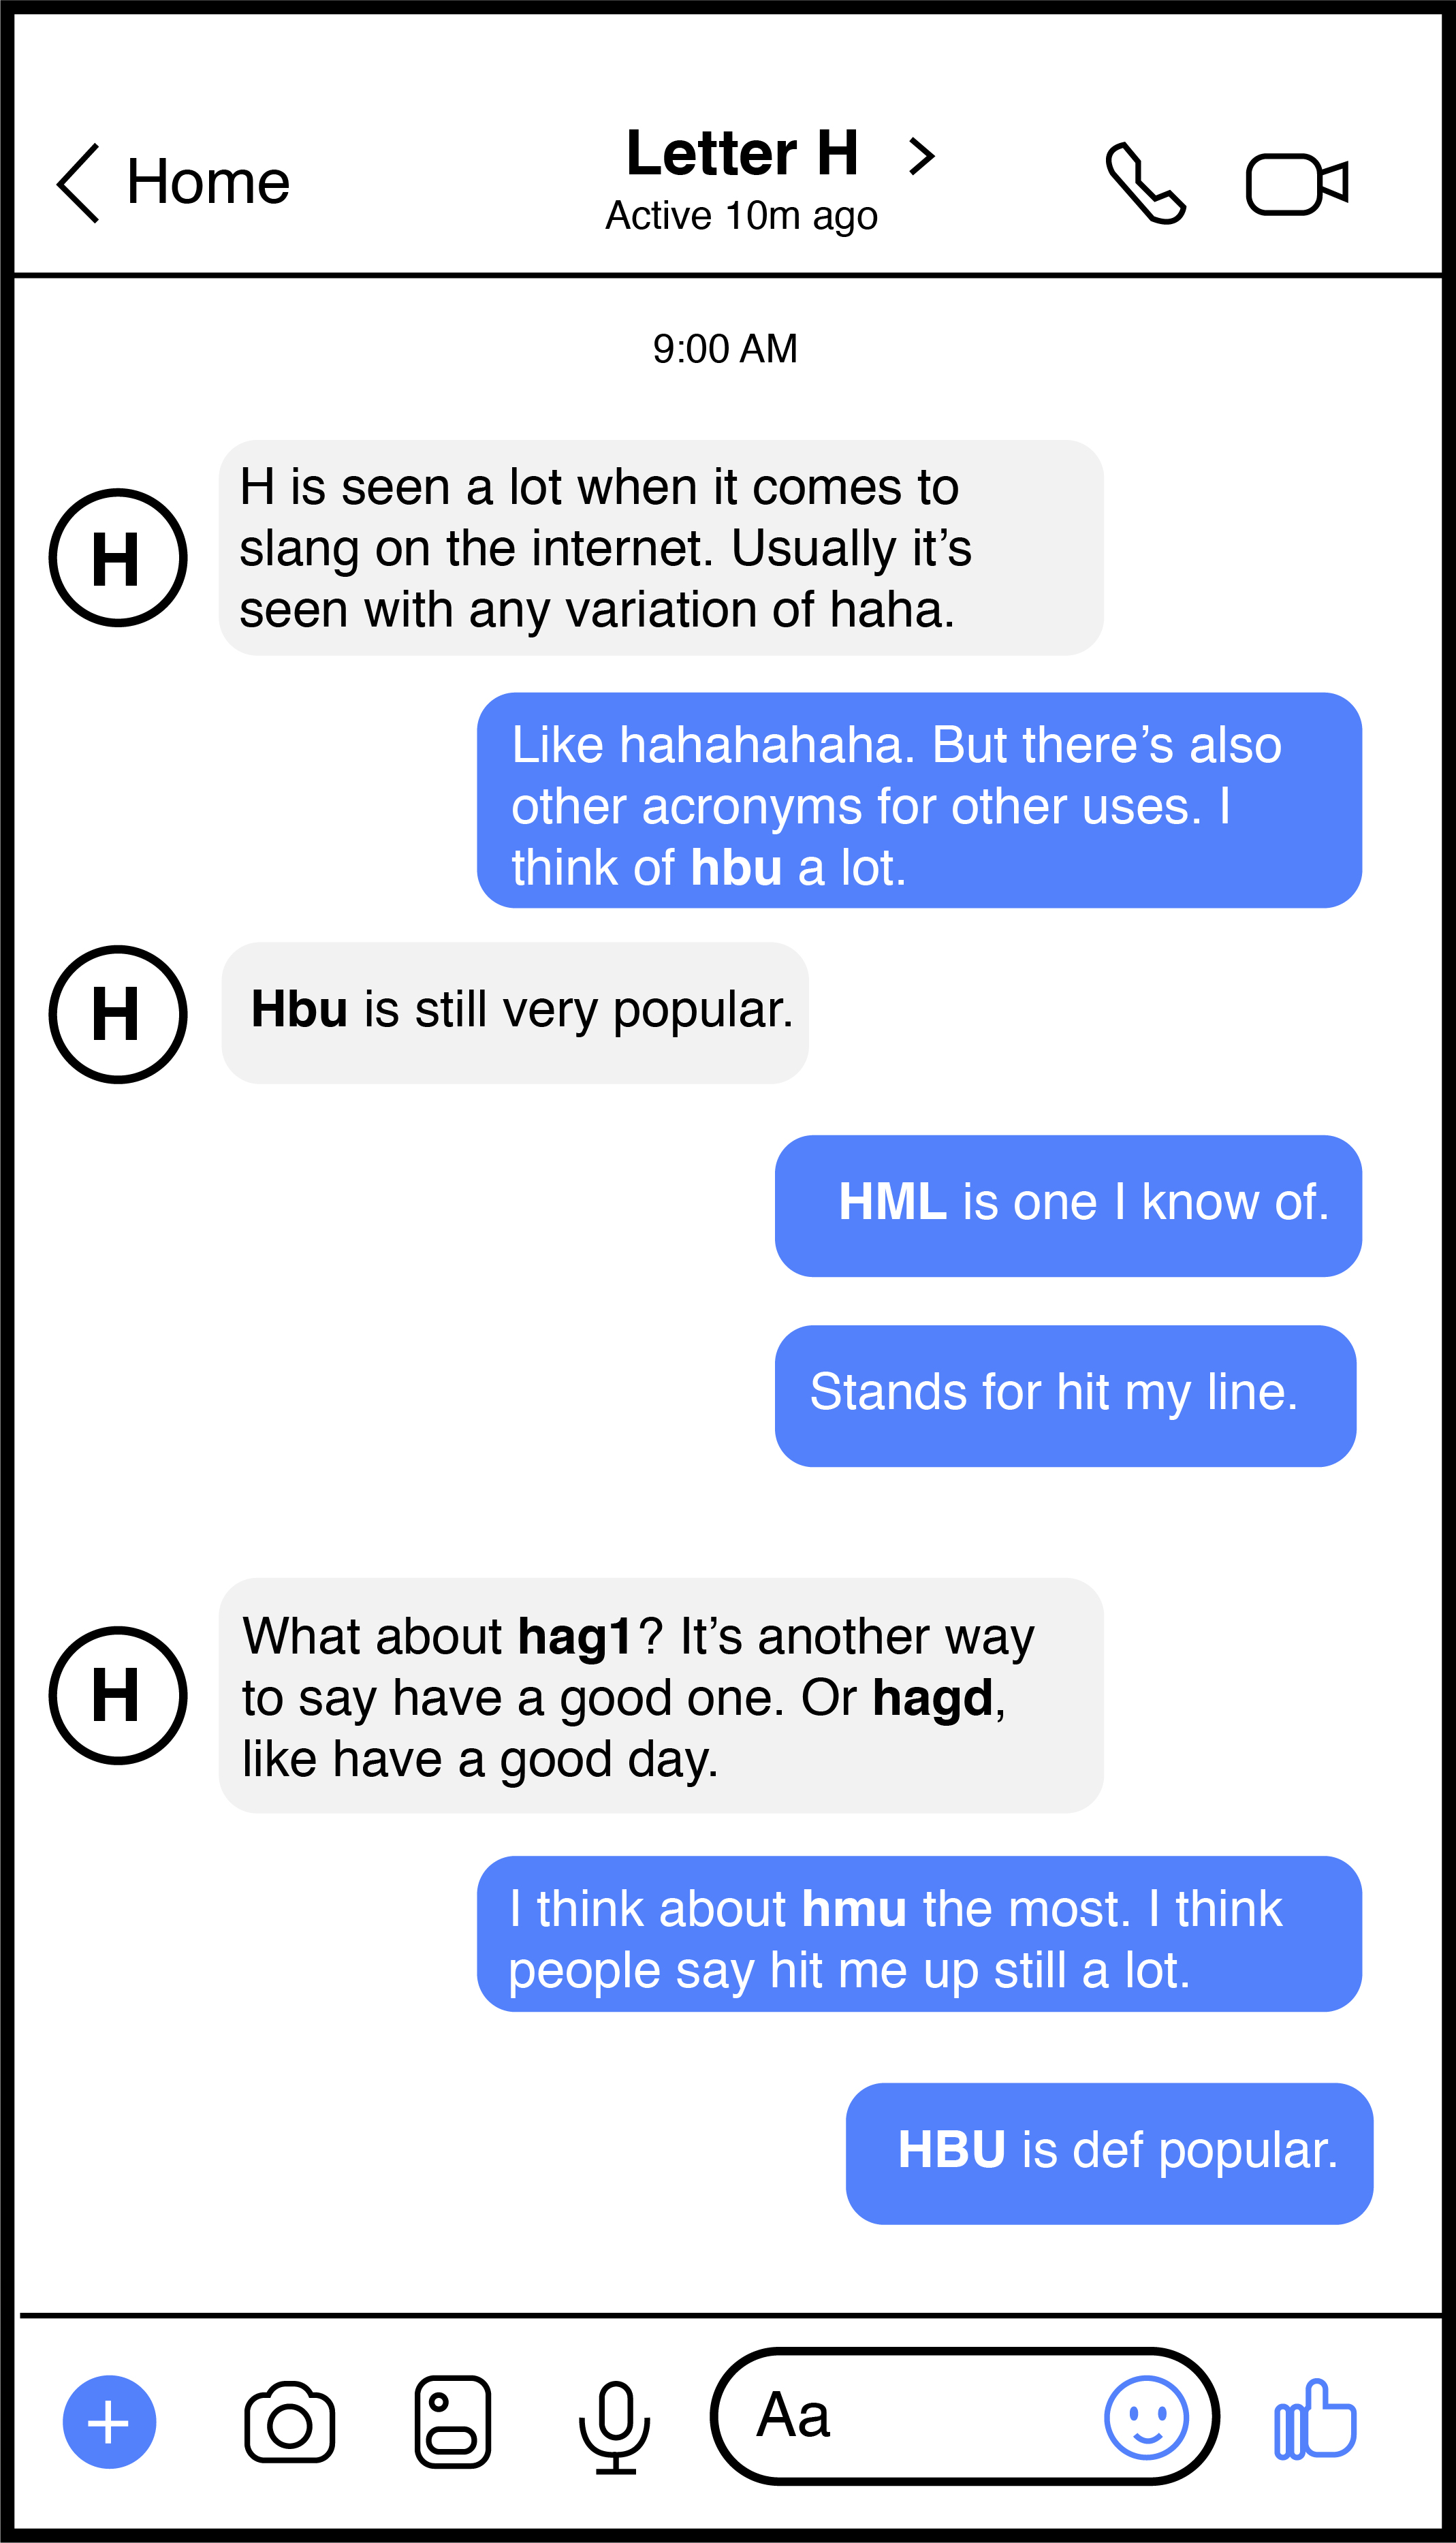 Home
Letter H
Active 10m ago
9:00 AM
H
H is seen a lot when it comes to
slang on the internet. Usually it’s
seen with any variation of haha.
Like hahahahaha. But there’s also
other acronyms for other uses. I
think of hbu a lot.
H
Hbu is still very popular.
HML is one I know of.
Stands for hit my line.
H
What about hag1? It’s another way
to say have a good one. Or hagd,
like have a good day.
I think about hmu the most. I think
people say hit me up still a lot.
HBU is def popular.
Aa